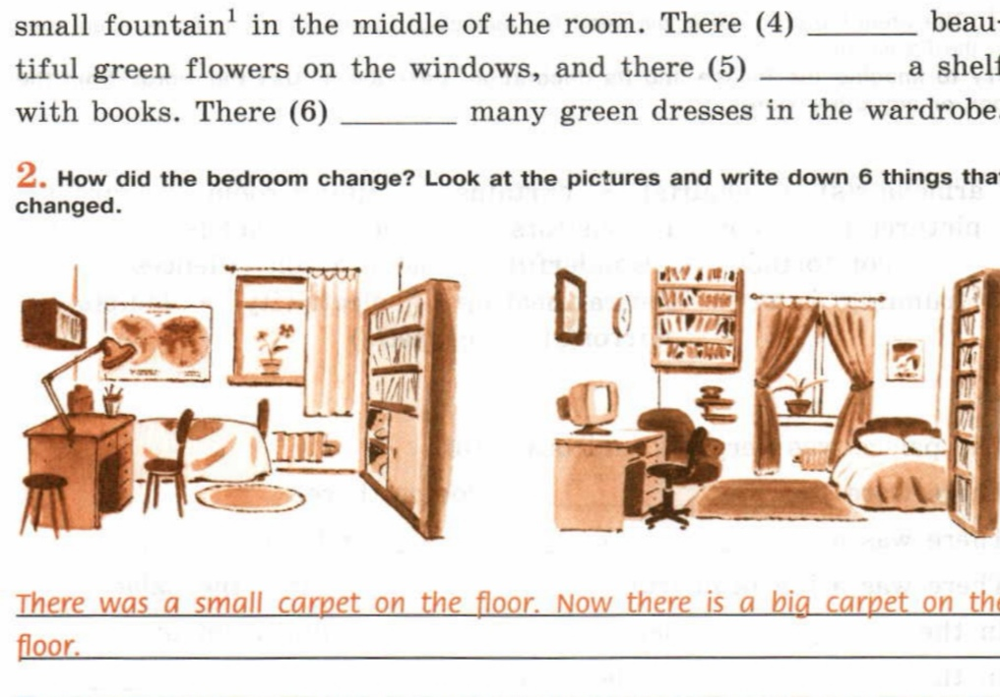 small fountain¹ in the middle of the room. There (4) ________ beau-
tiful green flowers on the windows, and there (5) ________ a shelf
with books. There (6) ________ many green dresses in the wardrobe.
2. How did the bedroom change? Look at the pictures and write down 6 things that
changed.
There was a small carpet on the floor. Now there is a big carpet on the
floor.